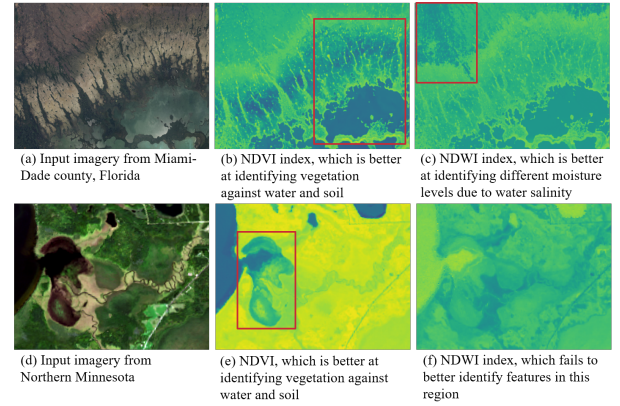 (a) Input imagery from Miami-
Dade county, Florida
(b) NDVI index, which is better
at identifying vegetation
against water and soil
(c) NDWI index, which is better
at identifying different moisture
levels due to water salinity
(d) Input imagery from
Northern Minnesota
(e) NDVI, which is better at
identifying vegetation against
water and soil
(f) NDWI index, which fails to
better identify features in this
region